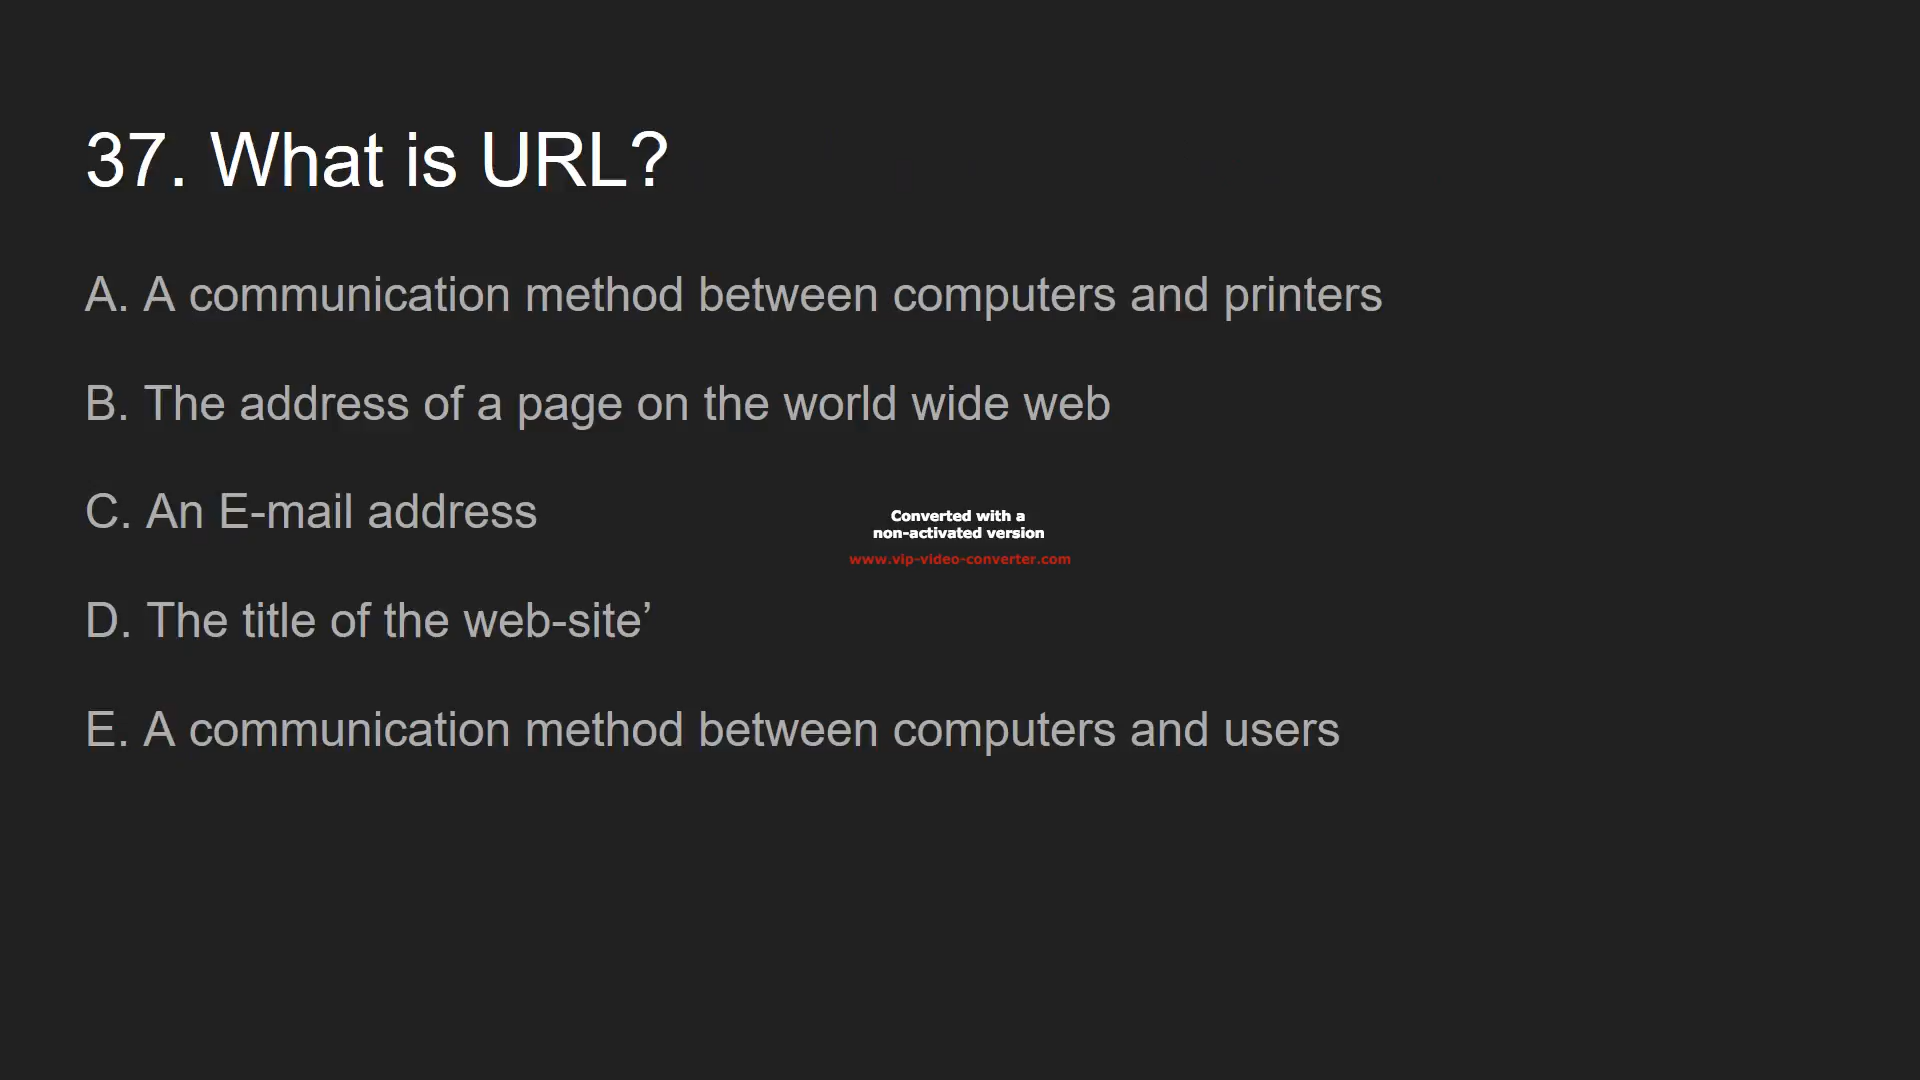 37. What is URL?
A. A communication method between computers and printers
B. The address of a page on the world wide web
C. An E-mail address
Converted with a
non-activated version
www.vip-video-converter.com
D. The title of the web-site’
E. A communication method between computers and users